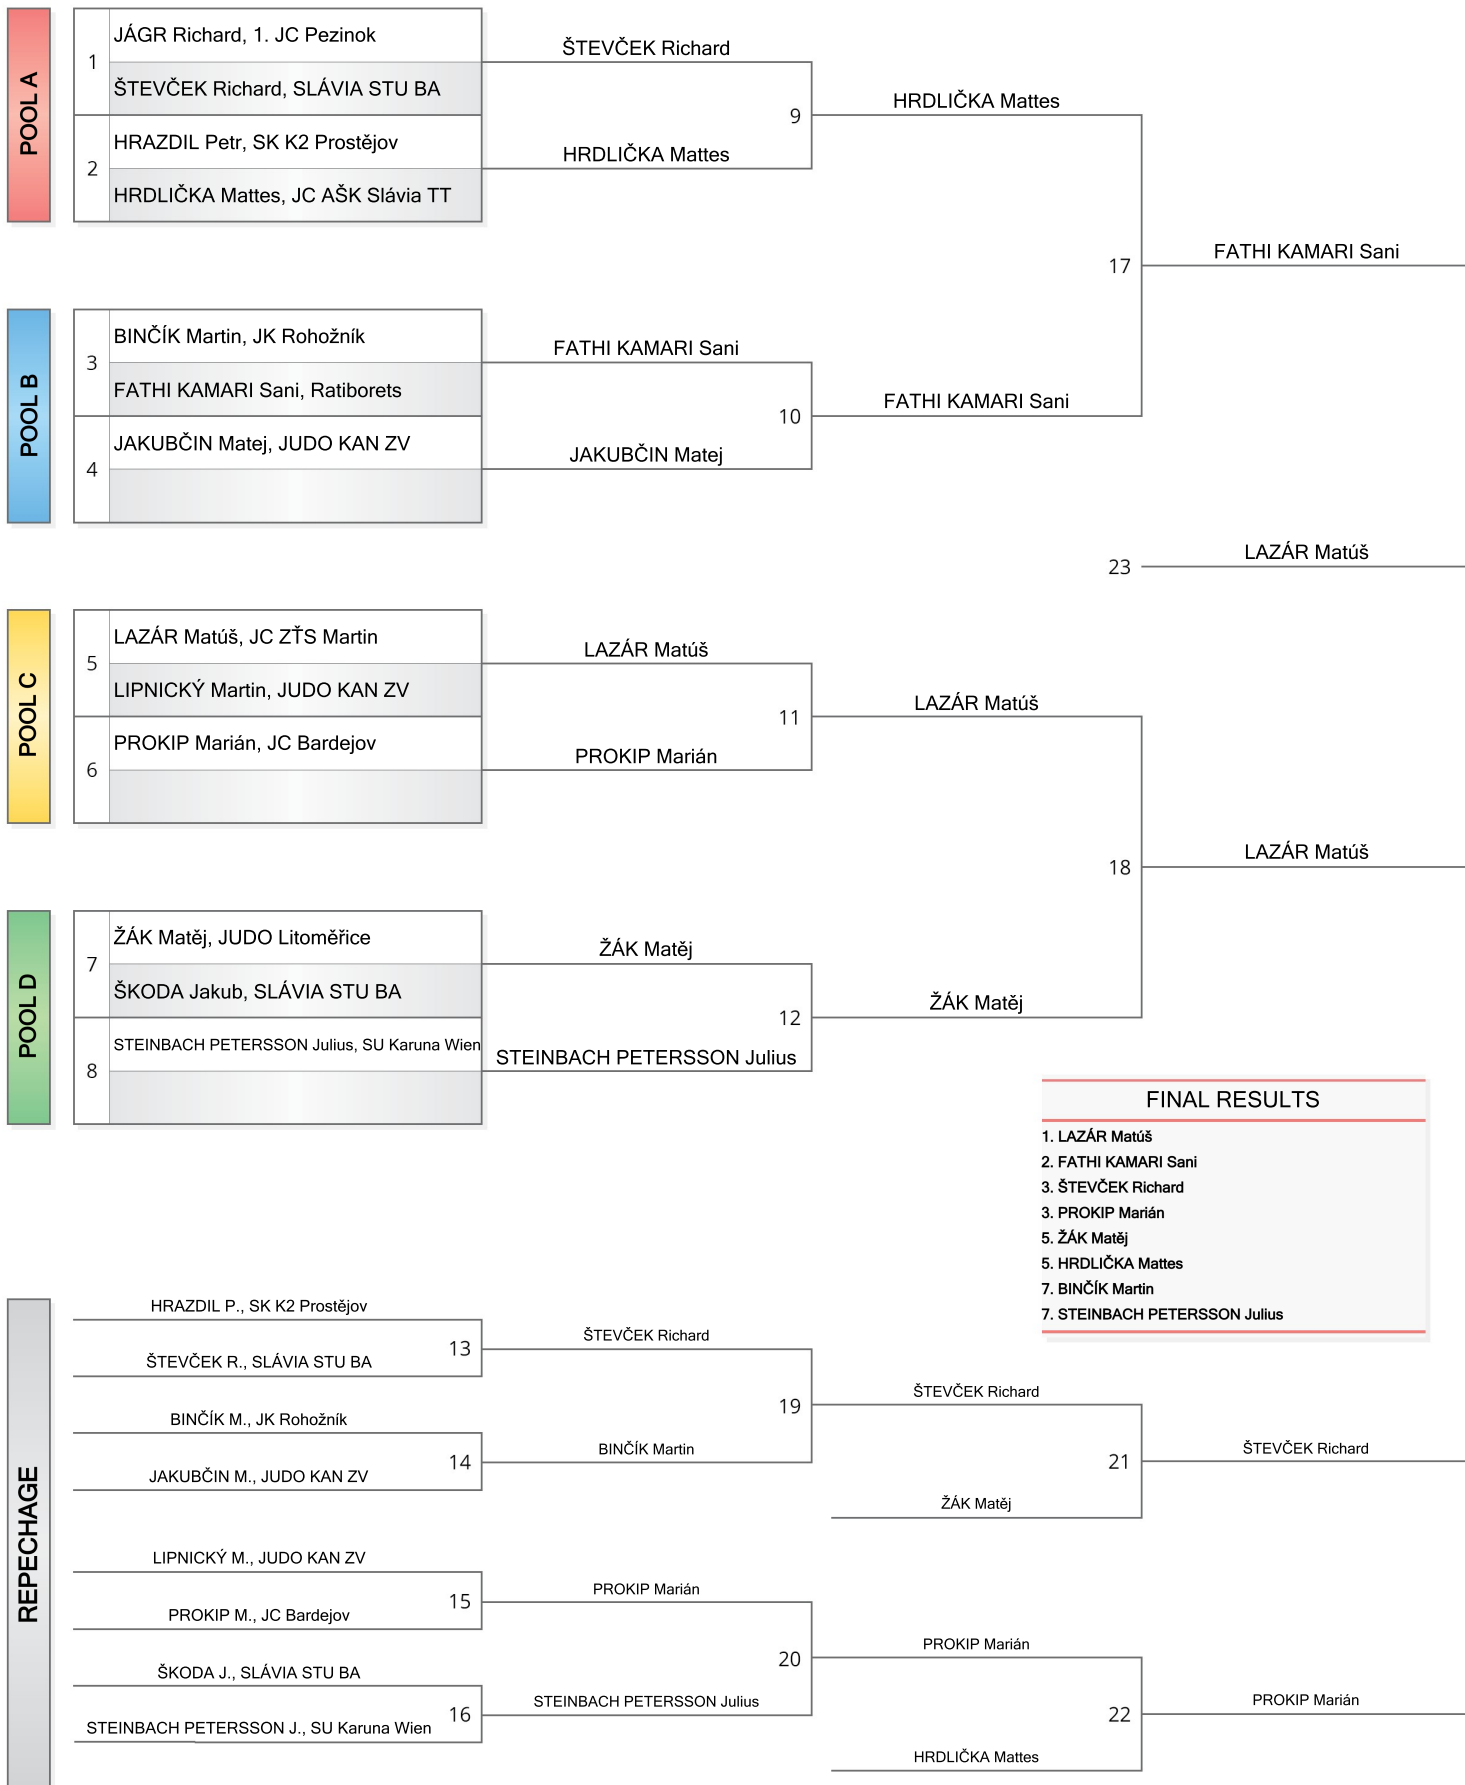 POOL A
1
JÁGR Richard, 1. JC Pezinok
ŠTEVČEK Richard, SLÁVIA STU BA
2
HRAZDIL Petr, SK K2 Prostějov
HRDLIČKA Mattes, JC AŠK Slávia TT
ŠTEVČEK Richard
HRDLIČKA Mattes
9
HRDLIČKA Mattes
POOL B
3
BINČÍK Martin, JK Rohožník
FATHI KAMARI Sani, Ratiborets
4
JAKUBČIN Matej, JUDO KAN ZV
FATHI KAMARI Sani
JAKUBČIN Matej
10
FATHI KAMARI Sani
17
FATHI KAMARI Sani
23
LAZÁR Matúš
POOL C
5
LAZÁR Matúš, JC ZŤS Martin
LIPNICKÝ Martin, JUDO KAN ZV
6
PROKIP Marián, JC Bardejov
LAZÁR Matúš
PROKIP Marián
11
LAZÁR Matúš
POOL D
7
ŽÁK Matěj, JUDO Litoměřice
ŠKODA Jakub, SLÁVIA STU BA
8
STEINBACH PETERSSON Julius, SU Karuna Wien
ŽÁK Matěj
STEINBACH PETERSSON Julius
12
ŽÁK Matěj
18
LAZÁR Matúš
FINAL RESULTS
1. LAZÁR Matúš
2. FATHI KAMARI Sani
3. ŠTEVČEK Richard
3. PROKIP Marián
5. ŽÁK Matěj
5. HRDLIČKA Mattes
7. BINČÍK Martin
7. STEINBACH PETERSSON Julius
REPECHAGE
HRAZDIL P., SK K2 Prostějov
ŠTEVČEK R., SLÁVIA STU BA
13
BINČÍK M., JK Rohožník
JAKUBČIN M., JUDO KAN ZV
14
ŠTEVČEK Richard
BINČÍK Martin
19
ŠTEVČEK Richard
ŽÁK Matěj
21
ŠTEVČEK Richard
LIPNICKÝ M., JUDO KAN ZV
PROKIP M., JC Bardejov
15
ŠKODA J., SLÁVIA STU BA
STEINBACH PETERSSON J., SU Karuna Wien
16
PROKIP Marián
STEINBACH PETERSSON Julius
20
PROKIP Marián
HRDLIČKA Mattes
22
PROKIP Marián